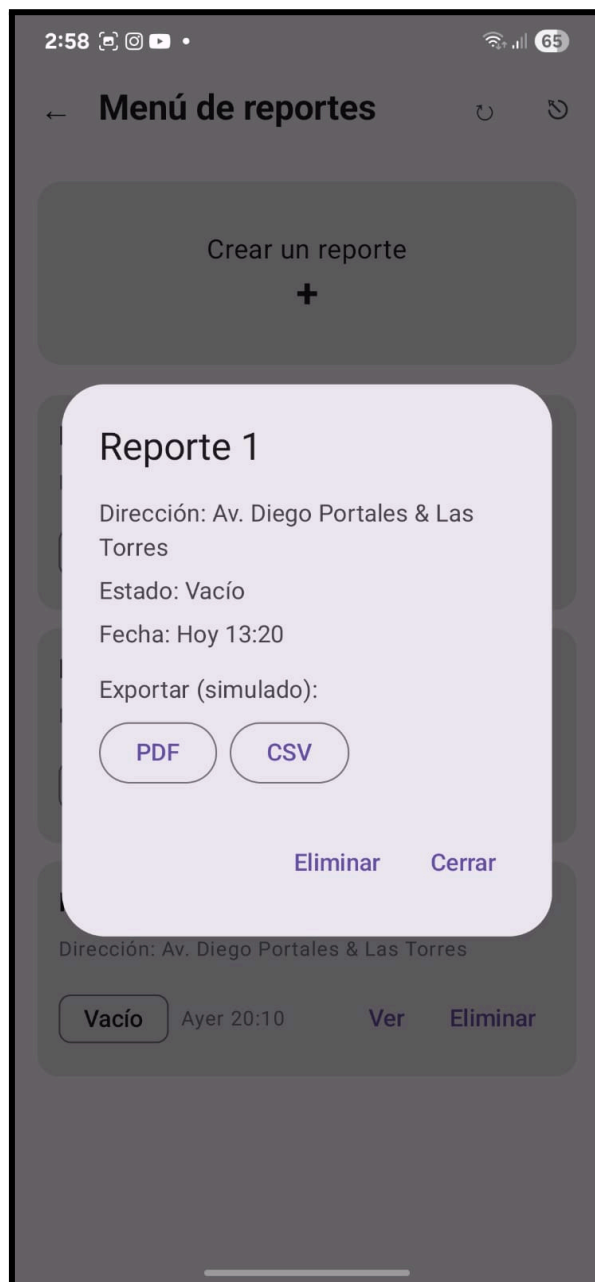 2:58
65
← Menú de reportes
Crear un reporte
+
Reporte 1
Dirección: Av. Diego Portales & Las
Torres
Estado: Vacío
Fecha: Hoy 13:20
Exportar (simulado):
PDF CSV
Eliminar Cerrar
Dirección: Av. Diego Portales & Las Torres
Vacío Ayer 20:10 Ver Eliminar